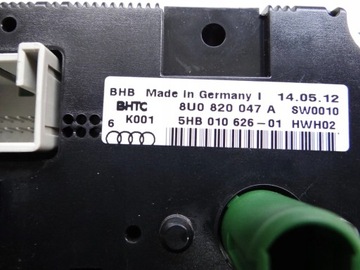 BHB Made In Germany I 14.05.12
BHTC 8U0 820 047 A SW0010
6 K001 5HB 010 626-01 HWH02